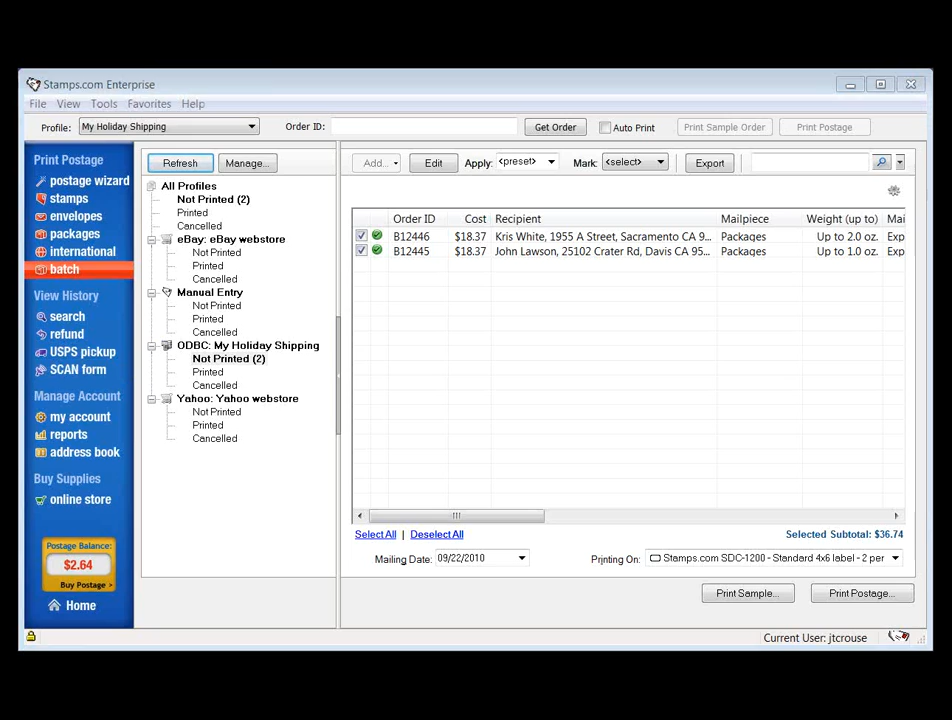 Stamps.com Enterprise
File View Tools Favorites Help
Profile: My Holiday Shipping Order ID: Get Order Auto Print Print Sample Order Print Postage
Print Postage
postage wizard
stamps
envelopes
packages
international
batch
View History
search
refund
USPS pickup
SCAN form
Manage Account
my account
reports
address book
Buy Supplies
online store
Postage Balance:
$2.64
Buy Postage >
Home
Refresh Manage...
All Profiles
Not Printed (2)
Printed
Cancelled
eBay: eBay webstore
Not Printed
Printed
Cancelled
Manual Entry
Not Printed
Printed
Cancelled
ODBC: My Holiday Shipping
Not Printed (2)
Printed
Cancelled
Yahoo: Yahoo webstore
Not Printed
Printed
Cancelled
Add... Edit Apply: <preset> Mark: <select> Export
Order ID Cost Recipient Mailpiece Weight (up to) Mai
B12446 $18.37 Kris White, 1955 A Street, Sacramento CA 9... Packages Up to 2.0 oz. Exp
B12445 $18.37 John Lawson, 25102 Crater Rd, Davis CA 95... Packages Up to 1.0 oz. Exp
Select All | Deselect All Selected Subtotal: $36.74
Mailing Date: 09/22/2010 Printing On: Stamps.com SDC-1200 - Standard 4x6 label - 2 per
Print Sample... Print Postage...
Current User: jtcrouse